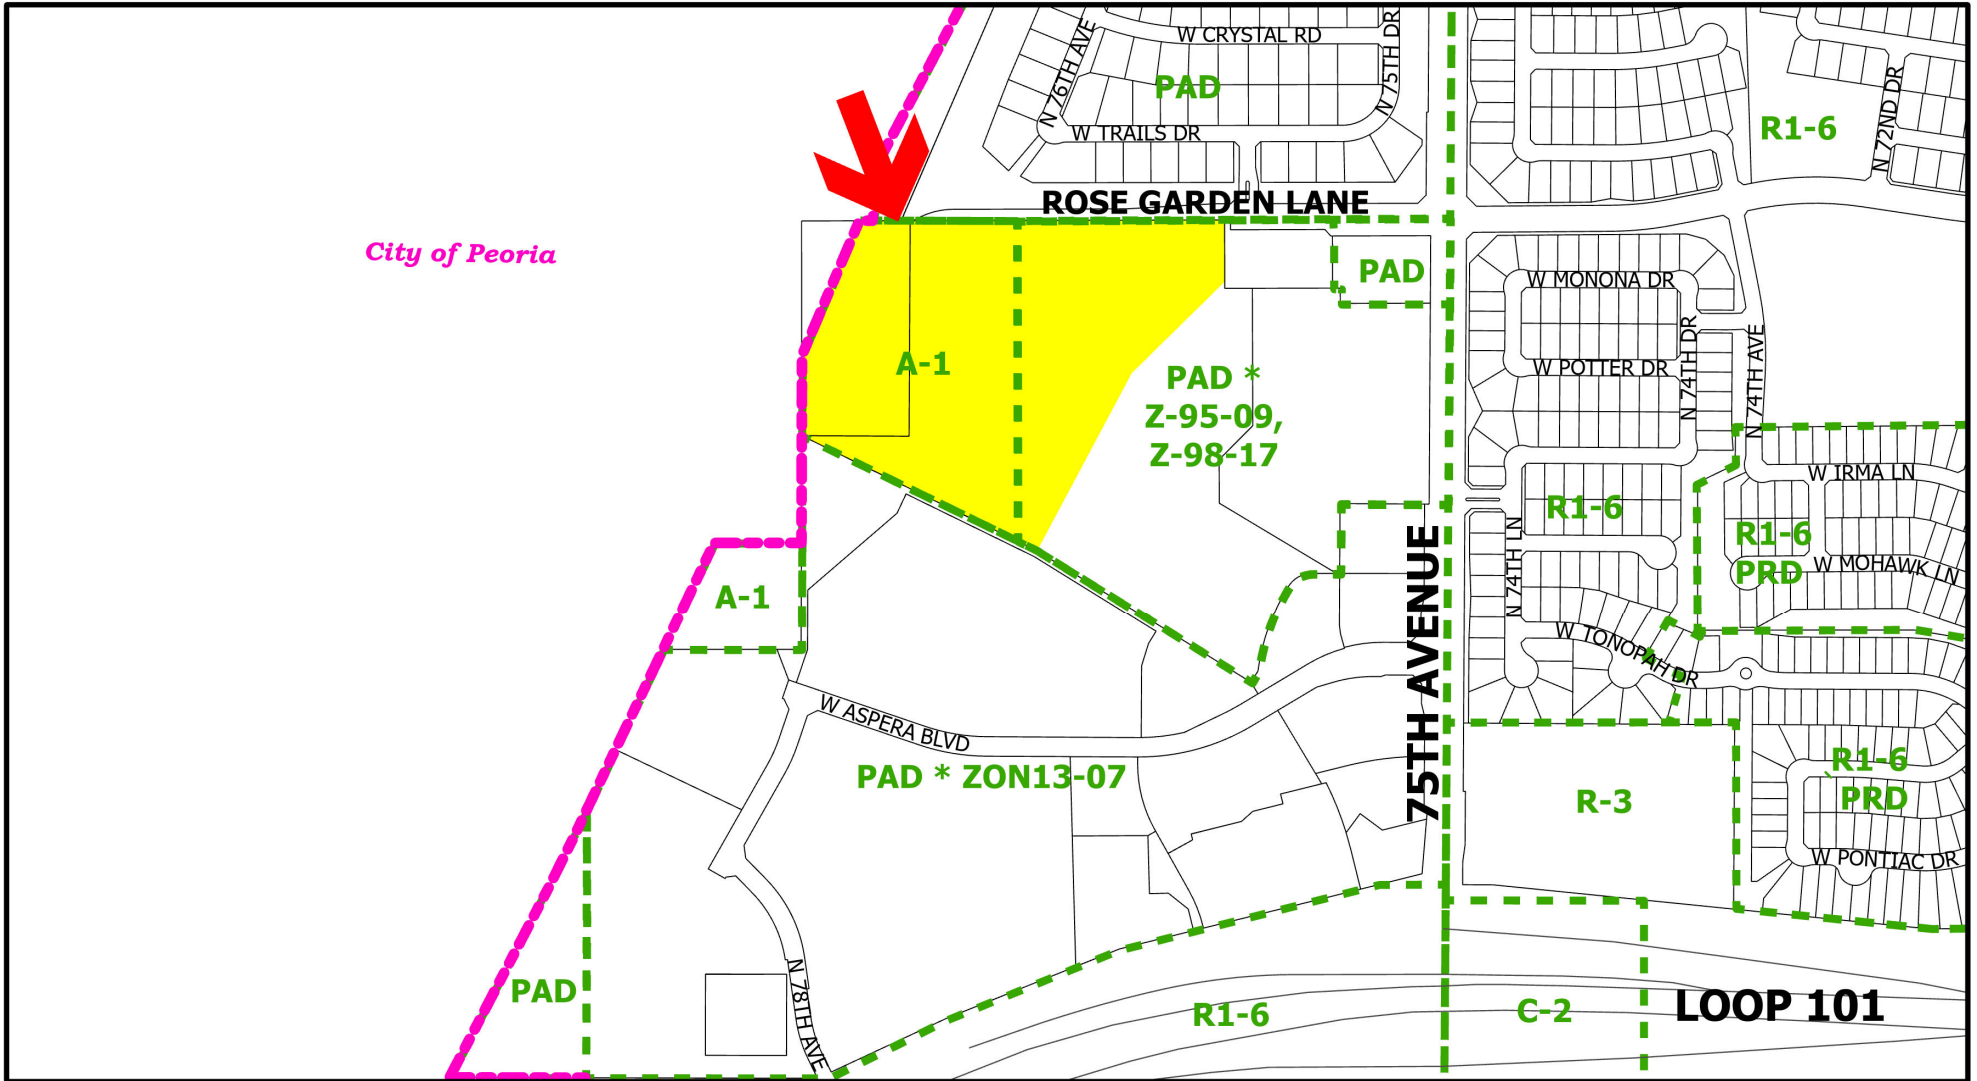 W CRYSTAL RD
N 76TH AVE
N 75TH DR
PAD
W TRAILS DR
R1-6
N 72ND DR
ROSE GARDEN LANE
City of Peoria
PAD
W MONONA DR
A-1
N 74TH DR
N 74TH AVE
W POTTER DR
PAD *
Z-95-09,
Z-98-17
W IRMA LN
R1-6
R1-6
PRD
W MOHAWK LN
N 74TH LN
A-1
75TH AVENUE
W TONOPAH DR
W ASPERA BLVD
PAD * ZON13-07
R1-6
PRD
R-3
W PONTIAC DR
PAD
N 78TH AVE
R1-6
C-2
LOOP 101